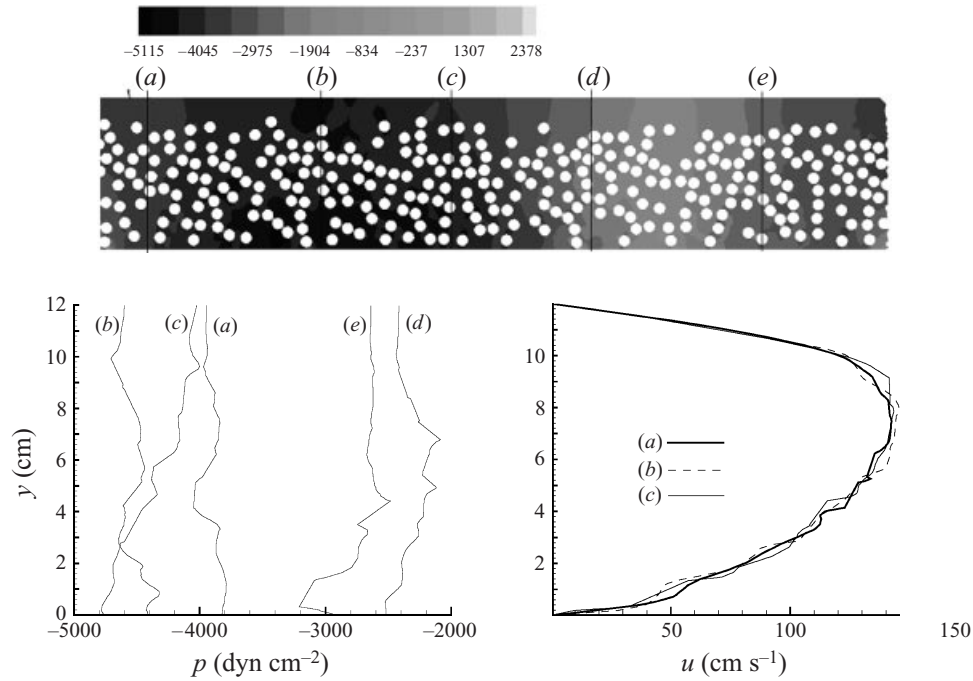 −5115 −4045 −2975 −1904 −834 −237 1307 2378
(a) (b) (c) (d) (e)
12
10
8
6
4
2
0
y (cm)
(b) (c) (a) (e) (d)
−5000 −4000 −3000 −2000
p (dyn cm−2)
10
8
6
4
2
(a)
(b)
(c)
50 100 150
u (cm s−1)